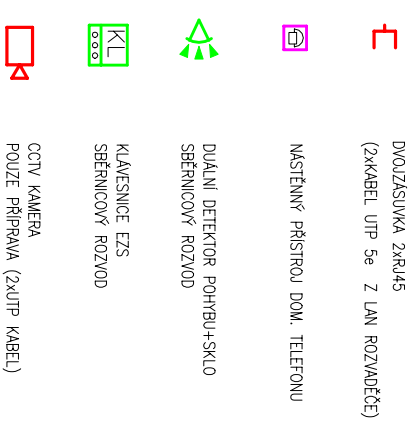 DVOJZÁSUVKA 2xRJ45
(2xKABEL UTP 5e Z LAN ROZVADĚČE)
NÁSTĚNNÝ PŘÍSTROJ DOM. TELEFONU
DUÁLNÍ DETEKTOR POHYBU+SKLO
SBĚRNICOVÝ ROZVOD
KL
KLÁVESNICE EZS
SBĚRNICOVÝ ROZVOD
CCTV KAMERA
POUZE PŘÍPRAVA (2xUTP KABEL)